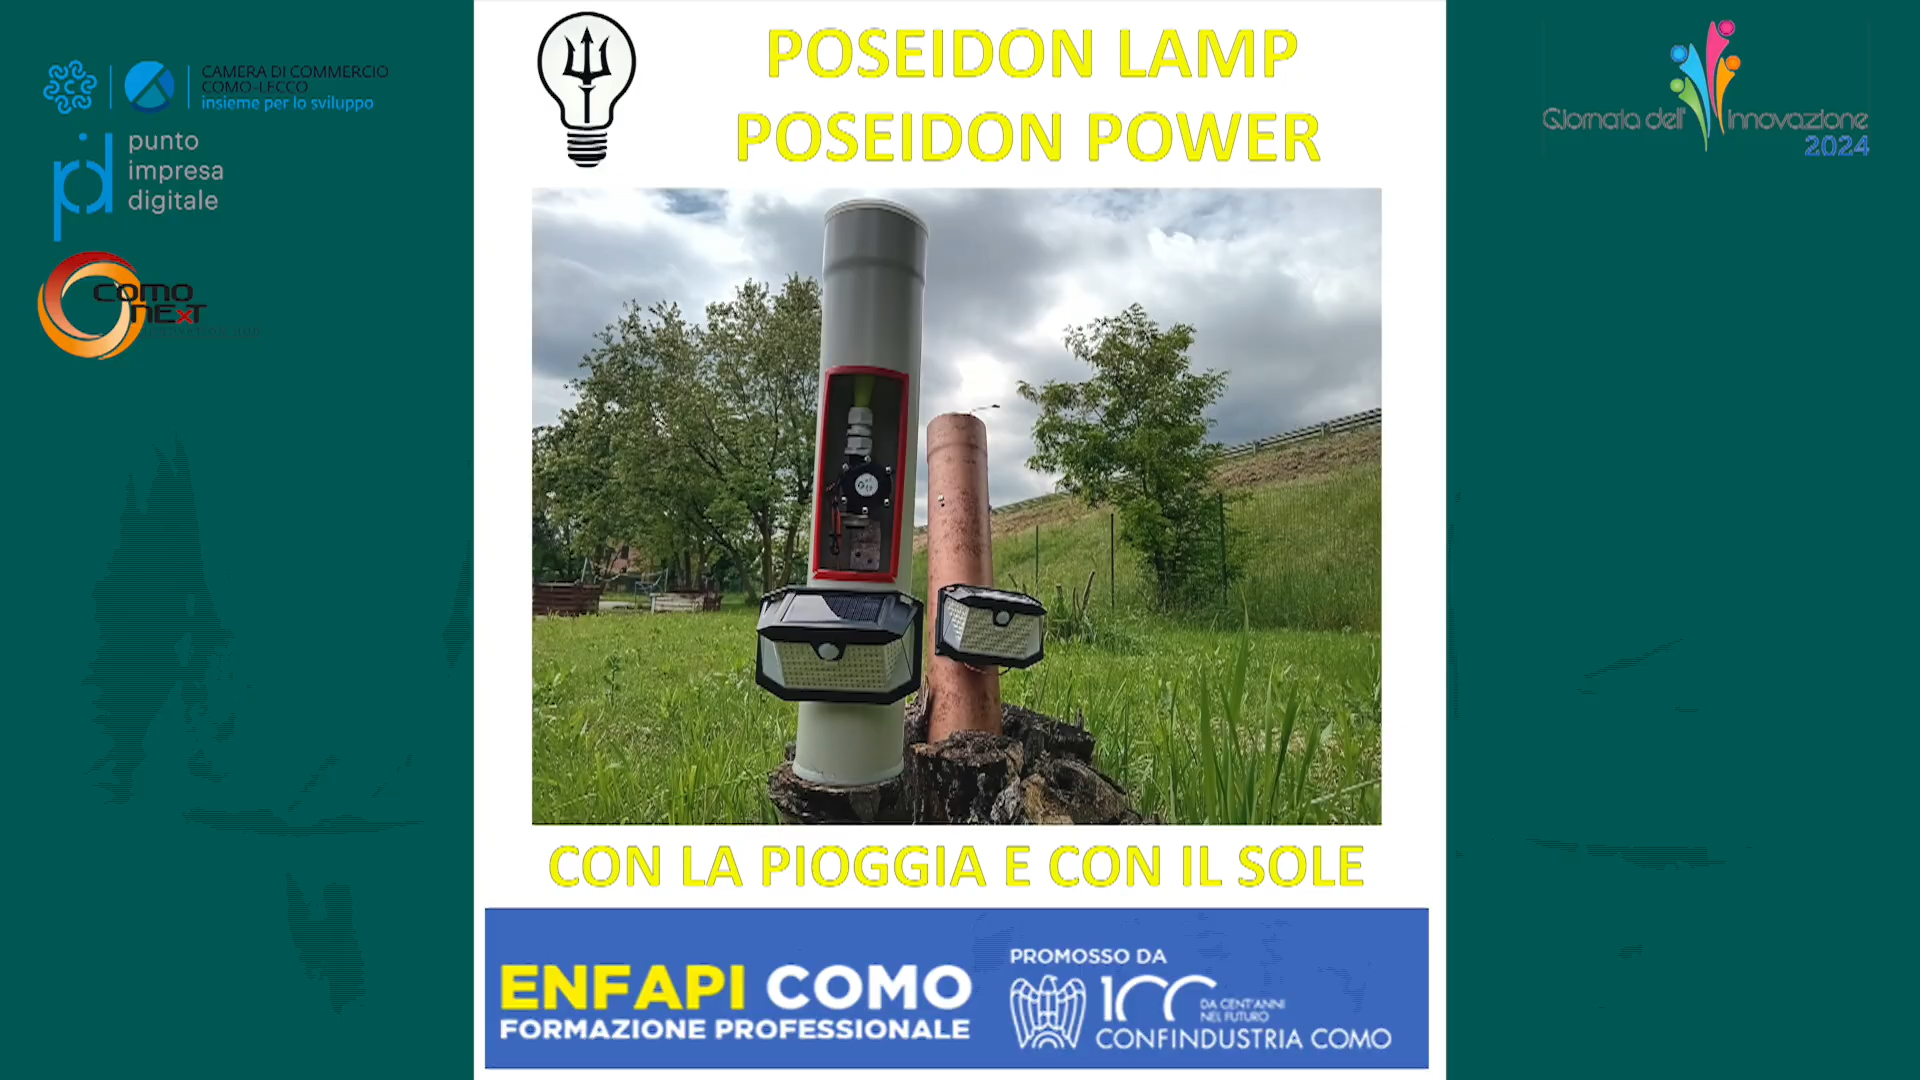 CAMERA DI COMMERCIO
COMO-LECCO
insieme per lo sviluppo
punto
impresa
digitale
COMO
NExT
POSEIDON LAMP
POSEIDON POWER
Giornata dell'Innovazione
2024
CON LA PIOGGIA E CON IL SOLE
ENFAPI COMO
FORMAZIONE PROFESSIONALE
PROMOSSO DA
100
DA CENT'ANNI
NEL FUTURO
CONFINDUSTRIA COMO